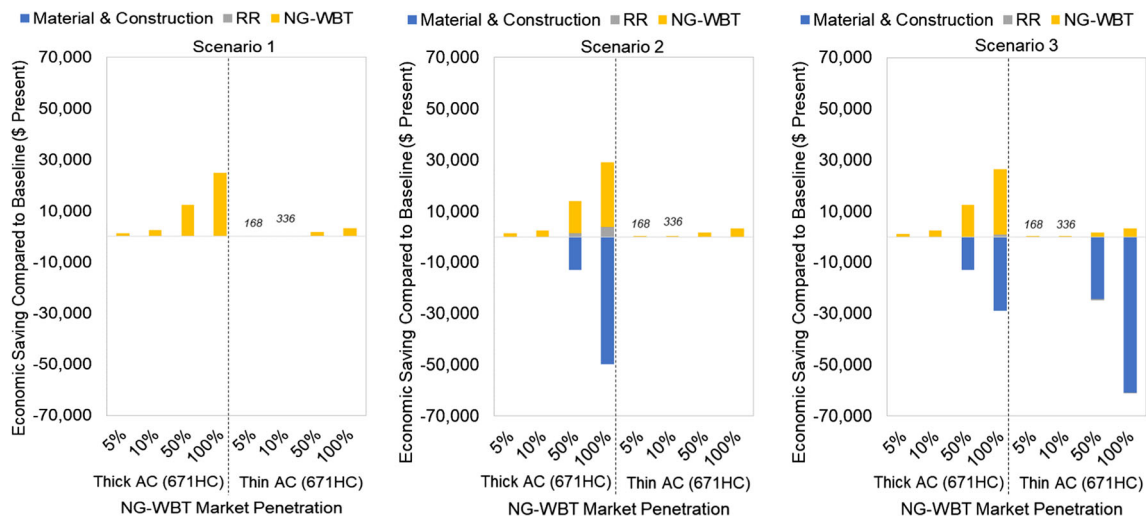 Material & Construction RR NG-WBT
Scenario 1
Economic Saving Compared to Baseline ($ Present)
70,000
50,000
30,000
10,000
-10,000
-30,000
-50,000
-70,000
168 336
5% 10% 50% 100% 5% 10% 50% 100%
Thick AC (671HC) Thin AC (671HC)
NG-WBT Market Penetration
Material & Construction RR NG-WBT
Scenario 2
Economic Saving Compared to Baseline ($ Present)
70,000
50,000
30,000
10,000
-10,000
-30,000
-50,000
-70,000
168 336
5% 10% 50% 100% 5% 10% 50% 100%
Thick AC (671HC) Thin AC (671HC)
NG-WBT Market Penetration
Material & Construction RR NG-WBT
Scenario 3
Economic Saving Compared to Baseline ($ Present)
70,000
50,000
30,000
10,000
-10,000
-30,000
-50,000
-70,000
168 336
5% 10% 50% 100% 5% 10% 50% 100%
Thick AC (671HC) Thin AC (671HC)
NG-WBT Market Penetration